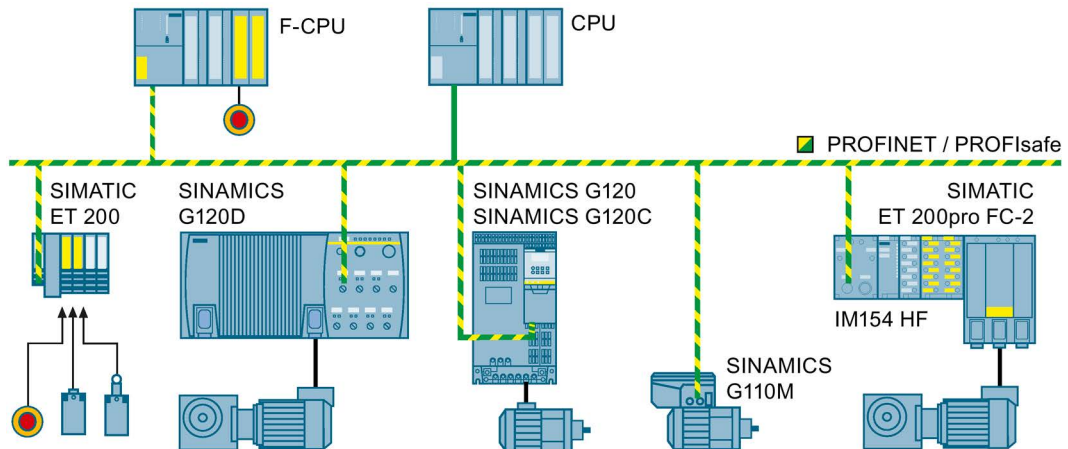 F-CPU
CPU
PROFINET / PROFIsafe
SIMATIC
ET 200
SINAMICS
G120D
SINAMICS G120
SINAMICS G120C
SIMATIC
ET 200pro FC-2
IM154 HF
SINAMICS
G110M